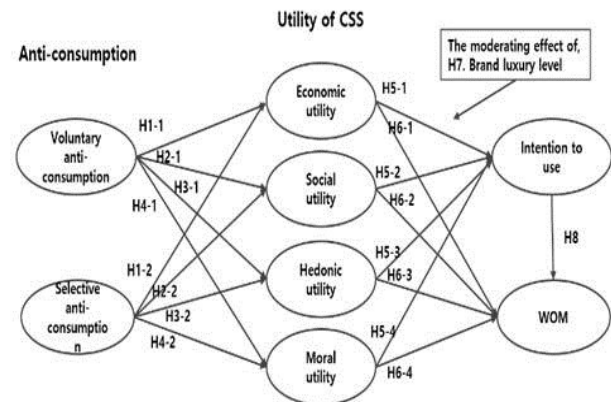 Utility of CSS
Anti-consumption
The moderating effect of,
H7. Brand luxury level
Economic
utility
H5-1
H6-1
H1-1
Voluntary
anti-
consumption
H2-1
H3-1
H4-1
Social
utility
H5-2
H6-2
Intention to
use
H8
H1-2
Selective
anti-
consumptio
n
H2-2
H3-2
H4-2
Hedonic
utility
H5-3
H6-3
WOM
Moral
utility
H5-4
H6-4